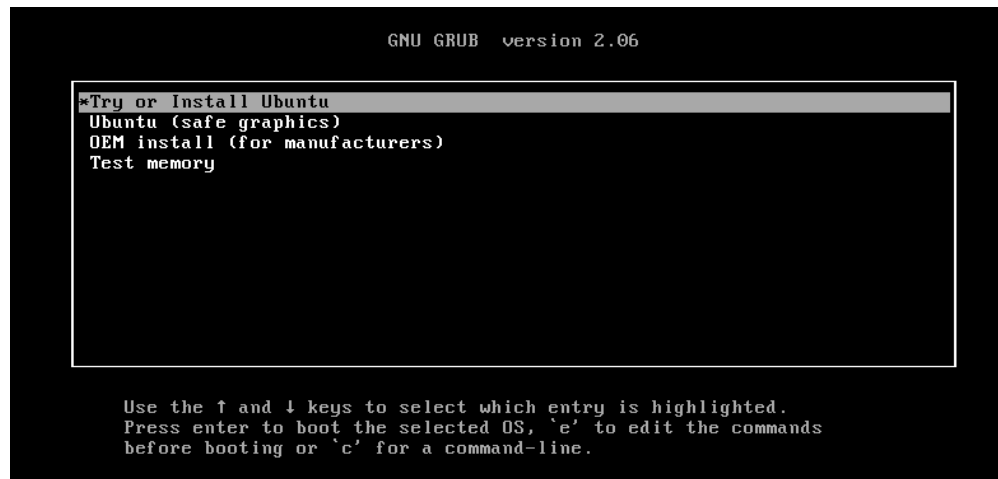 GNU GRUB  version 2.06
*Try or Install Ubuntu
Ubuntu (safe graphics)
OEM install (for manufacturers)
Test memory
Use the ↑ and ↓ keys to select which entry is highlighted.
Press enter to boot the selected OS, `e' to edit the commands
before booting or `c' for a command-line.